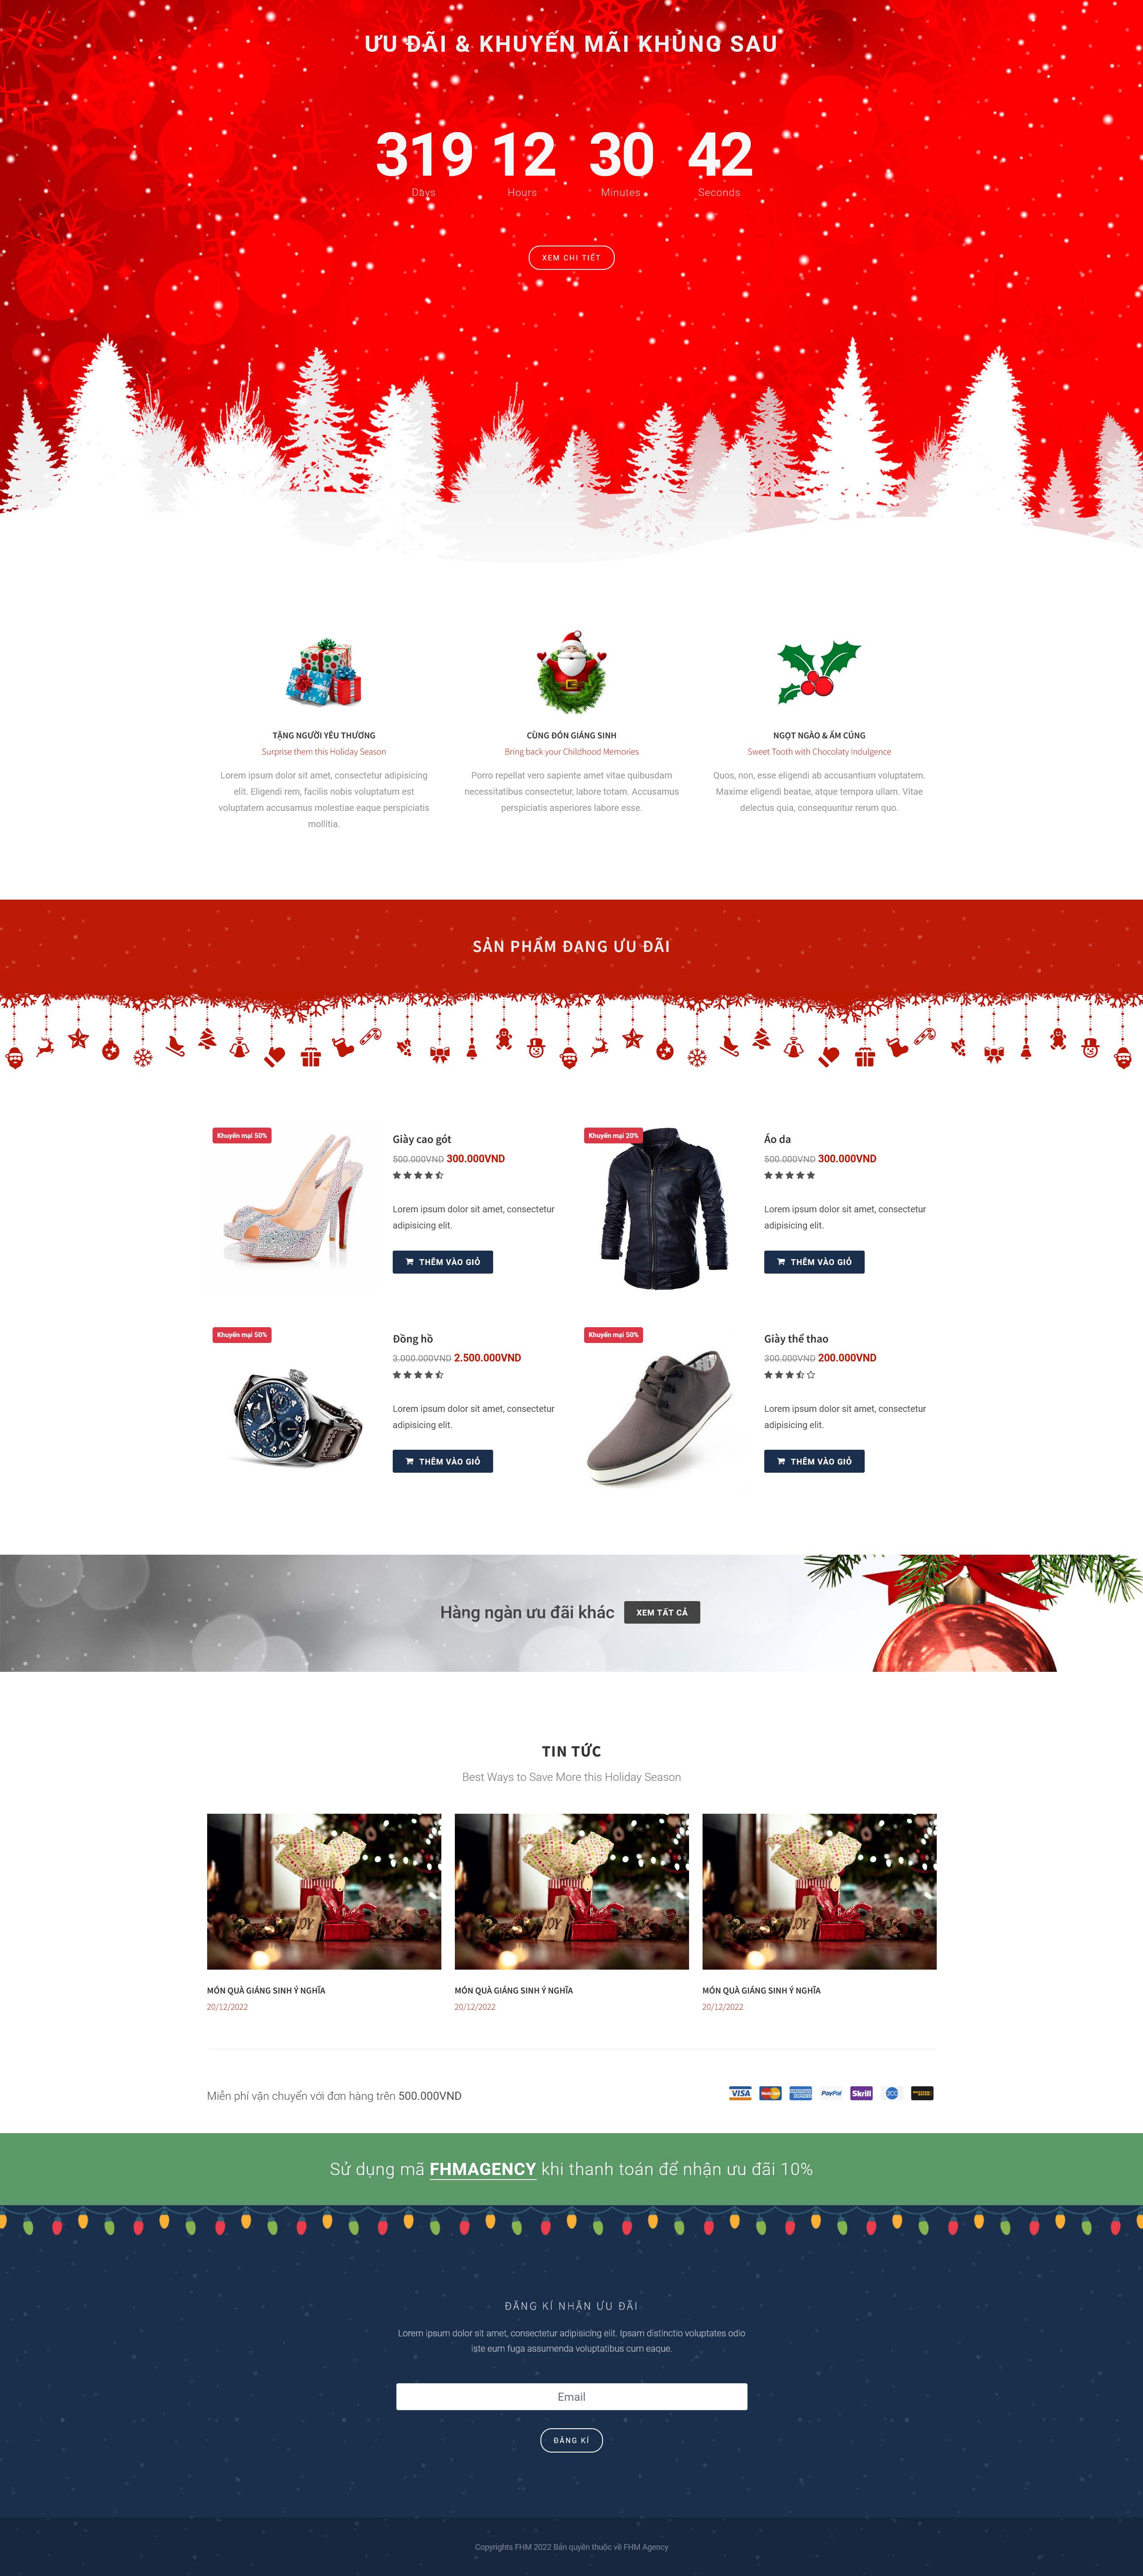 ƯU ĐÃI & KHUYẾN MÃI KHỦNG SAU
319 12 30 42
Days Hours Minutes Seconds
XEM CHI TIẾT
TẶNG NGƯỜI YÊU THƯƠNG
Surprise them this Holiday Season
Lorem ipsum dolor sit amet, consectetur adipisicing
elit. Eligendi rem, facilis nobis voluptatum est
voluptatem accusamus molestiae eaque perspiciatis
mollitia.
CÙNG ĐÓN GIÁNG SINH
Bring back your Childhood Memories
Porro repellat vero sapiente amet vitae quibusdam
necessitatibus consectetur, labore totam. Accusamus
perspiciatis asperiores labore esse.
NGỌT NGÀO & ẤM CÚNG
Sweet Tooth with Chocolaty Indulgence
Quos, non, esse eligendi ab accusantium voluptatem.
Maxime eligendi beatae, atque tempora ullam. Vitae
delectus quia, consequuntur rerum quo.
SẢN PHẨM ĐANG ƯU ĐÃI
Khuyến mại 50%
Giày cao gót
500.000VND 300.000VND
Lorem ipsum dolor sit amet, consectetur
adipisicing elit.
THÊM VÀO GIỎ
Khuyến mại 20%
Áo da
500.000VND 300.000VND
Lorem ipsum dolor sit amet, consectetur
adipisicing elit.
THÊM VÀO GIỎ
Khuyến mại 50%
Đồng hồ
3.000.000VND 2.500.000VND
Lorem ipsum dolor sit amet, consectetur
adipisicing elit.
THÊM VÀO GIỎ
Khuyến mại 50%
Giày thể thao
300.000VND 200.000VND
Lorem ipsum dolor sit amet, consectetur
adipisicing elit.
THÊM VÀO GIỎ
Hàng ngàn ưu đãi khác
XEM TẤT CẢ
TIN TỨC
Best Ways to Save More this Holiday Season
MÓN QUÀ GIÁNG SINH Ý NGHĨA
20/12/2022
MÓN QUÀ GIÁNG SINH Ý NGHĨA
20/12/2022
MÓN QUÀ GIÁNG SINH Ý NGHĨA
20/12/2022
Miễn phí vận chuyển với đơn hàng trên 500.000VND
VISA MasterCard AMERICAN EXPRESS PayPal Skrill 2CO
Sử dụng mã FHMAGENCY khi thanh toán để nhận ưu đãi 10%
ĐĂNG KÍ NHẬN ƯU ĐÃI
Lorem ipsum dolor sit amet, consectetur adipisicing elit. Ipsam distinctio voluptates odio
iste eum fuga assumenda voluptatibus cum eaque.
Email
ĐĂNG KÍ
Copyrights FHM 2022 Bản quyền thuộc về FHM Agency